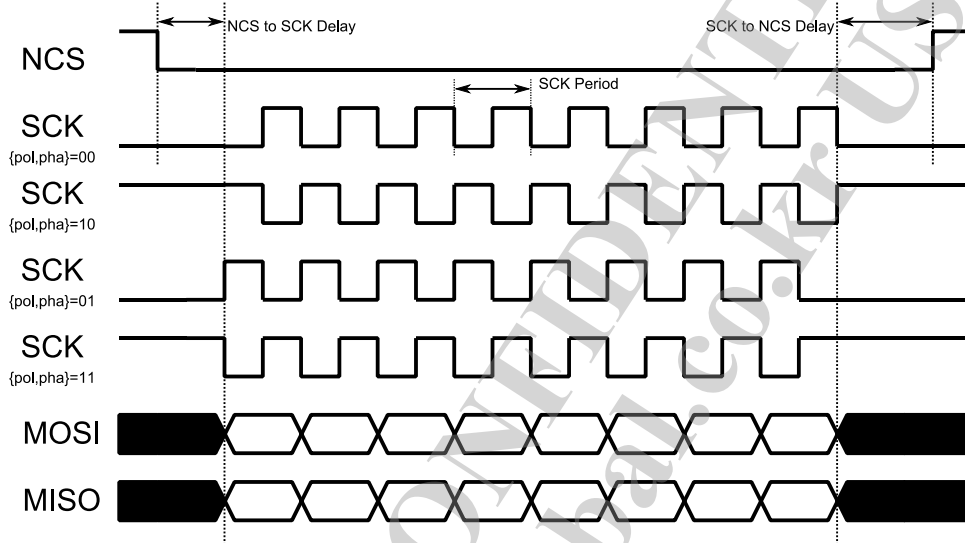 NCS to SCK Delay
SCK to NCS Delay
NCS
SCK Period
SCK
{pol,pha}=00
SCK
{pol,pha}=10
SCK
{pol,pha}=01
SCK
{pol,pha}=11
MOSI
MISO